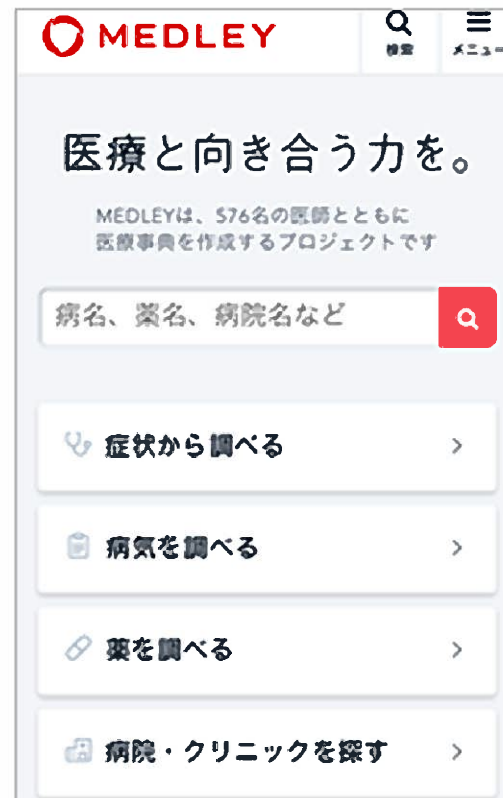 MEDLEY
検索
メニュー
医療と向き合う力を。
MEDLEYは、576名の医師とともに
医療事典を作成するプロジェクトです
病名、薬名、病院名など
症状から調べる
病気を調べる
薬を調べる
病院・クリニックを探す